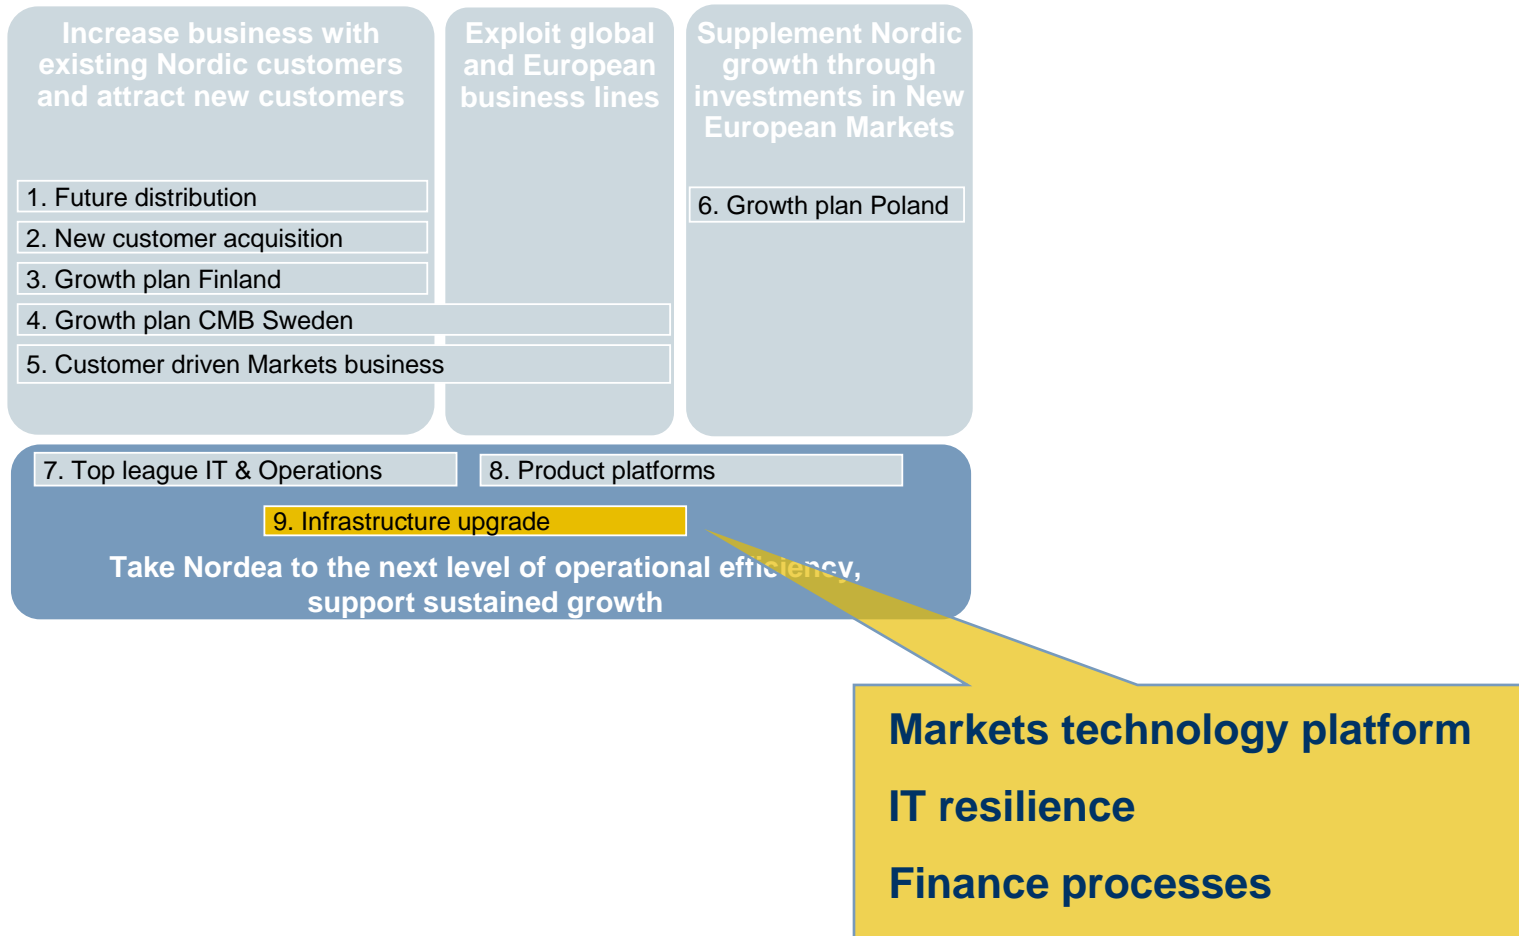 Increase business with
existing Nordic customers
and attract new customers
Exploit global
and European
business lines
Supplement Nordic
growth through
investments in New
European Markets
1. Future distribution
2. New customer acquisition
3. Growth plan Finland
4. Growth plan CMB Sweden
5. Customer driven Markets business
6. Growth plan Poland
7. Top league IT & Operations
8. Product platforms
9. Infrastructure upgrade
Take Nordea to the next level of operational efficiency,
support sustained growth
Markets technology platform
IT resilience
Finance processes